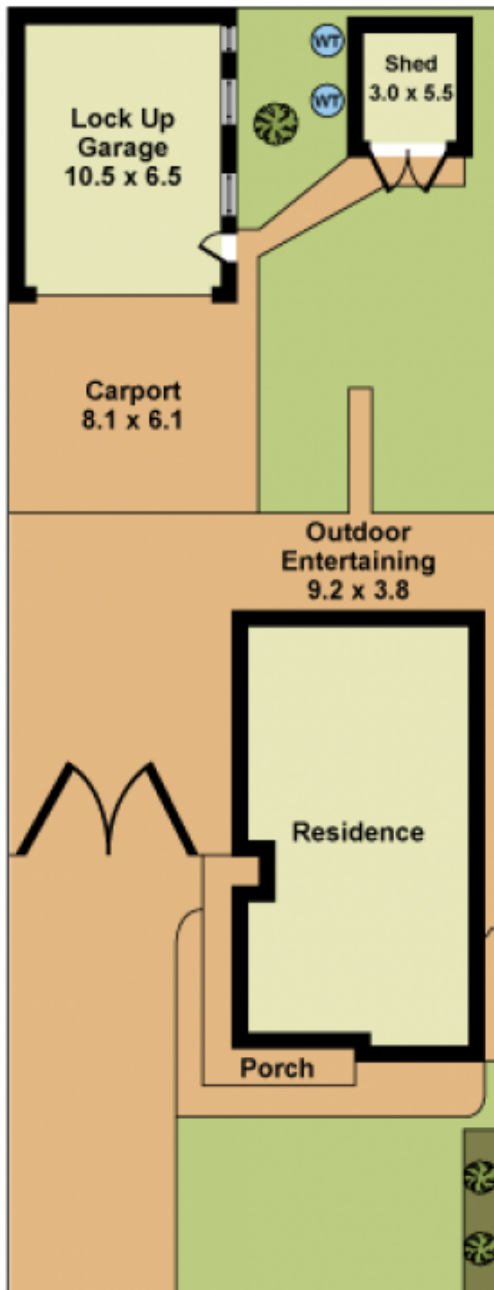 WT
WT
Shed
3.0 x 5.5
Lock Up
Garage
10.5 x 6.5
Carport
8.1 x 6.1
Outdoor
Entertaining
9.2 x 3.8
Residence
Porch